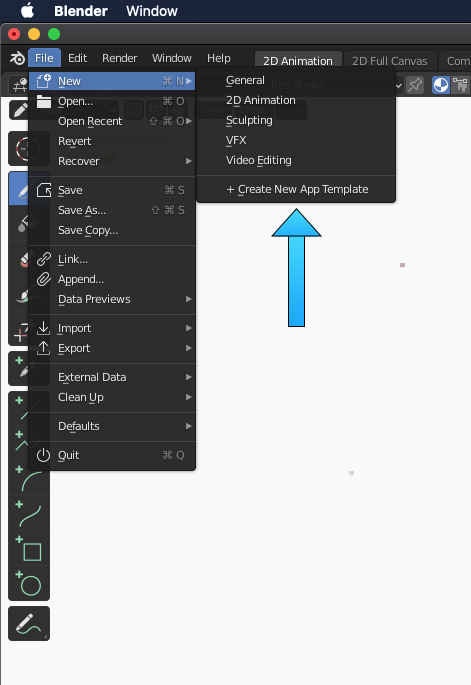 Blender Window
File Edit Render Window Help 2D Animation 2D Full Canvas Com
New ⌘ N
Open... ⌘ O
Open Recent ⇧ ⌘ O
Revert
Recover
Save ⌘ S
Save As... ⇧ ⌘ S
Save Copy...
Link...
Append...
Data Previews
Import
Export
External Data
Clean Up
Defaults
Quit ⌘ Q
General
2D Animation
Sculpting
VFX
Video Editing
+ Create New App Template